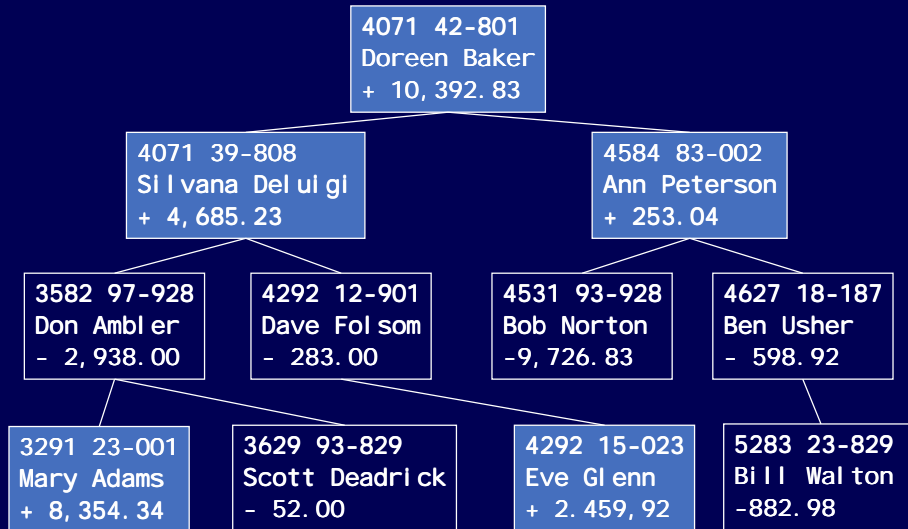 4071 42-801
Doreen Baker
+ 10,392.83
4071 39-808
Silvana Deluigi
+ 4,685.23
4584 83-002
Ann Peterson
+ 253.04
3582 97-928
Don Ambler
- 2,938.00
4292 12-901
Dave Folsom
- 283.00
4531 93-928
Bob Norton
-9,726.83
4627 18-187
Ben Usher
- 598.92
3291 23-001
Mary Adams
+ 8,354.34
3629 93-829
Scott Deadrick
- 52.00
4292 15-023
Eve Glenn
+ 2.459,92
5283 23-829
Bill Walton
-882.98